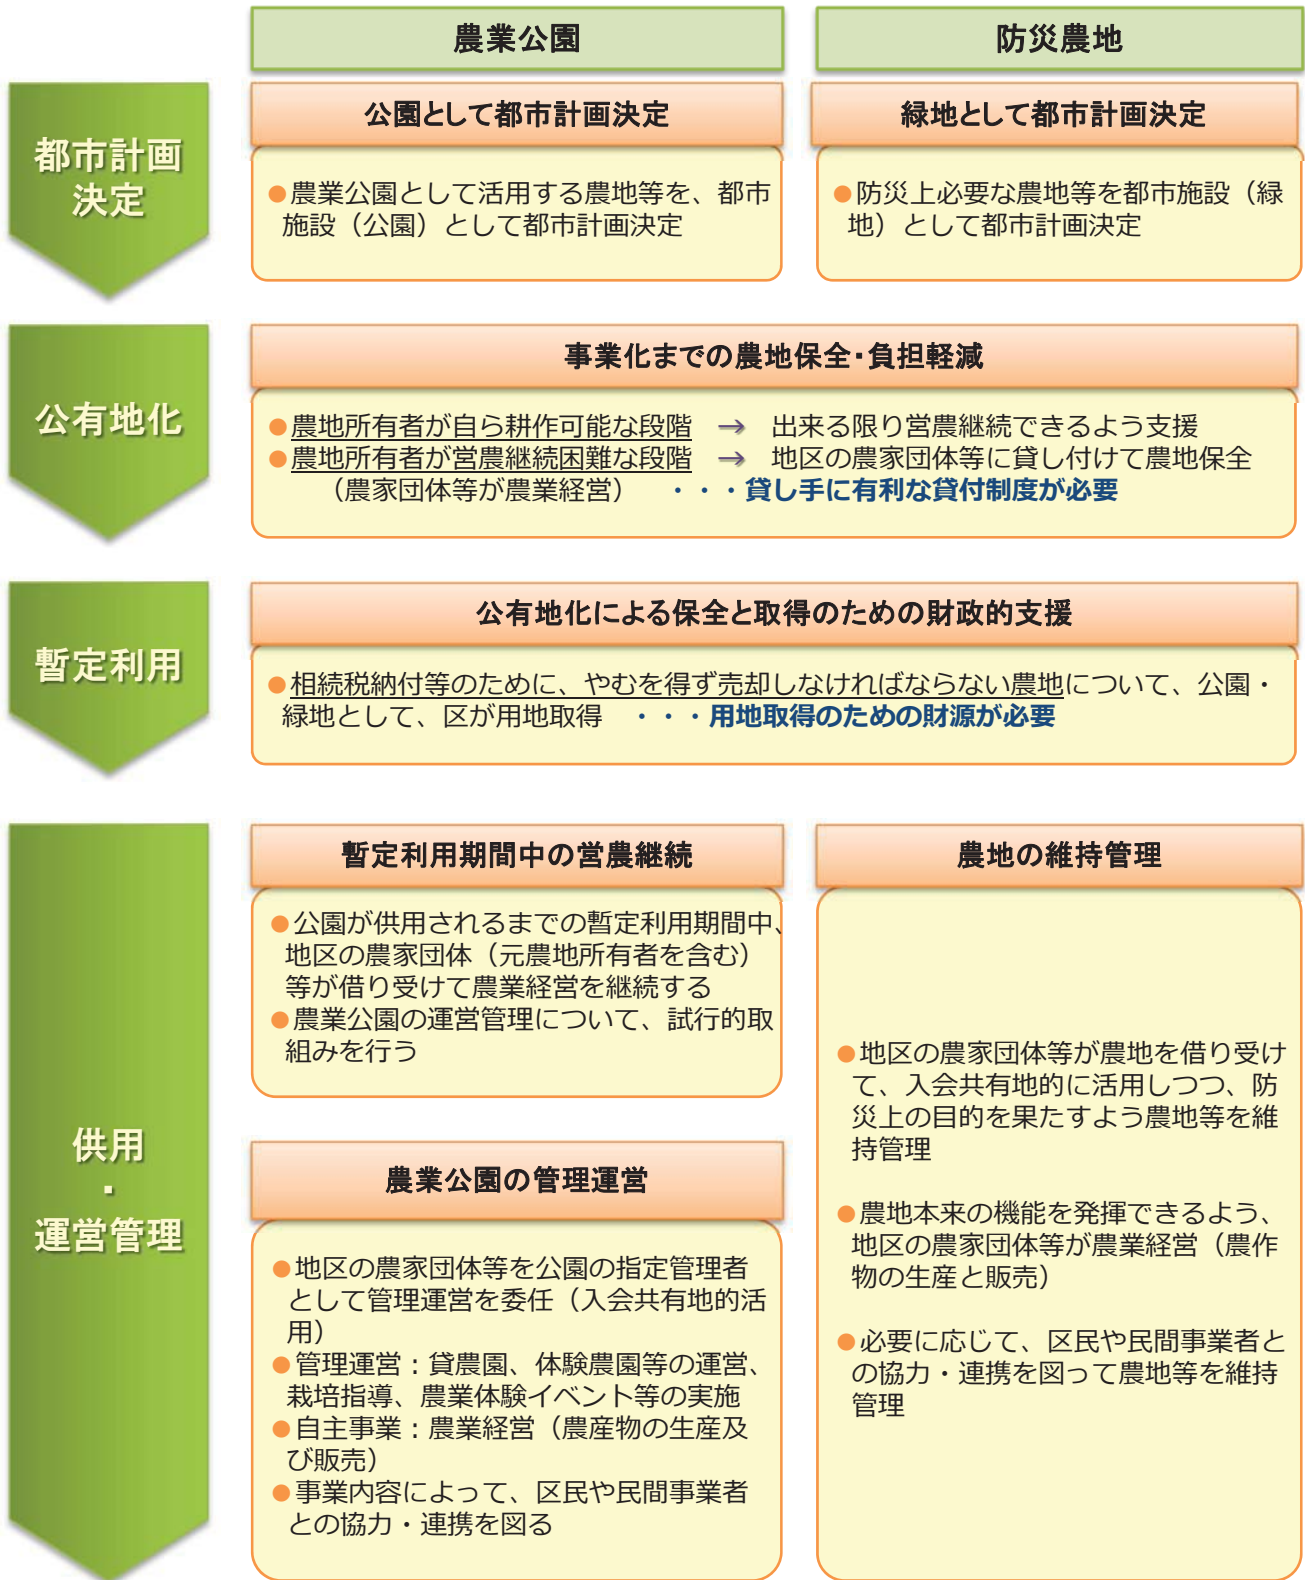 農業公園
防災農地
都市計画
決定
公園として都市計画決定
●農業公園として活用する農地等を、都市
施設（公園）として都市計画決定
緑地として都市計画決定
●防災上必要な農地等を都市施設（緑
地）として都市計画決定
公有地化
事業化までの農地保全・負担軽減
●農地所有者が自ら耕作可能な段階 → 出来る限り営農継続できるよう支援
●農地所有者が営農継続困難な段階 → 地区の農家団体等に貸し付けて農地保全
（農家団体等が農業経営） ・・・貸し手に有利な貸付制度が必要
暫定利用
公有地化による保全と取得のための財政的支援
●相続税納付等のために、やむを得ず売却しなければならない農地について、公園・
緑地として、区が用地取得 ・・・用地取得のための財源が必要
供用
・
運営管理
暫定利用期間中の営農継続
●公園が供用されるまでの暫定利用期間中、
地区の農家団体（元農地所有者を含む）
等が借り受けて農業経営を継続する
●農業公園の運営管理について、試行的取
組みを行う
農業公園の管理運営
●地区の農家団体等を公園の指定管理者
として管理運営を委任（入会共有地的活
用）
●管理運営：貸農園、体験農園等の運営、
栽培指導、農業体験イベント等の実施
●自主事業：農業経営（農産物の生産及
び販売）
●事業内容によって、区民や民間事業者
との協力・連携を図る
農地の維持管理
●地区の農家団体等が農地を借り受け
て、入会共有地的に活用しつつ、防
災上の目的を果たすよう農地等を維
持管理
●農地本来の機能を発揮できるよう、
地区の農家団体等が農業経営（農作
物の生産と販売）
●必要に応じて、区民や民間事業者と
の協力・連携を図って農地等を維持
管理